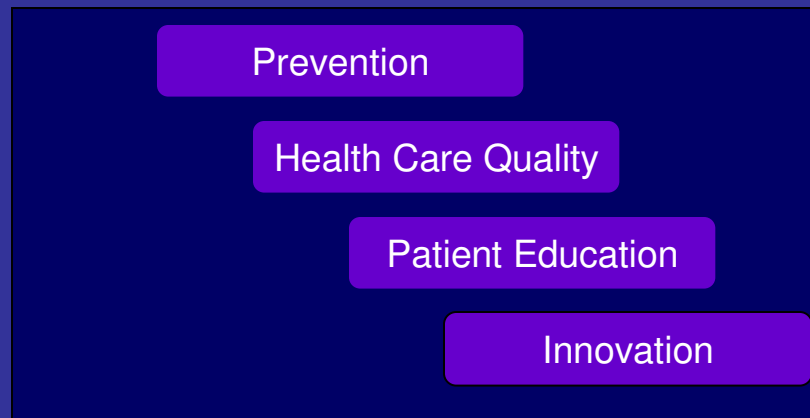 Prevention
Health Care Quality
Patient Education
Innovation